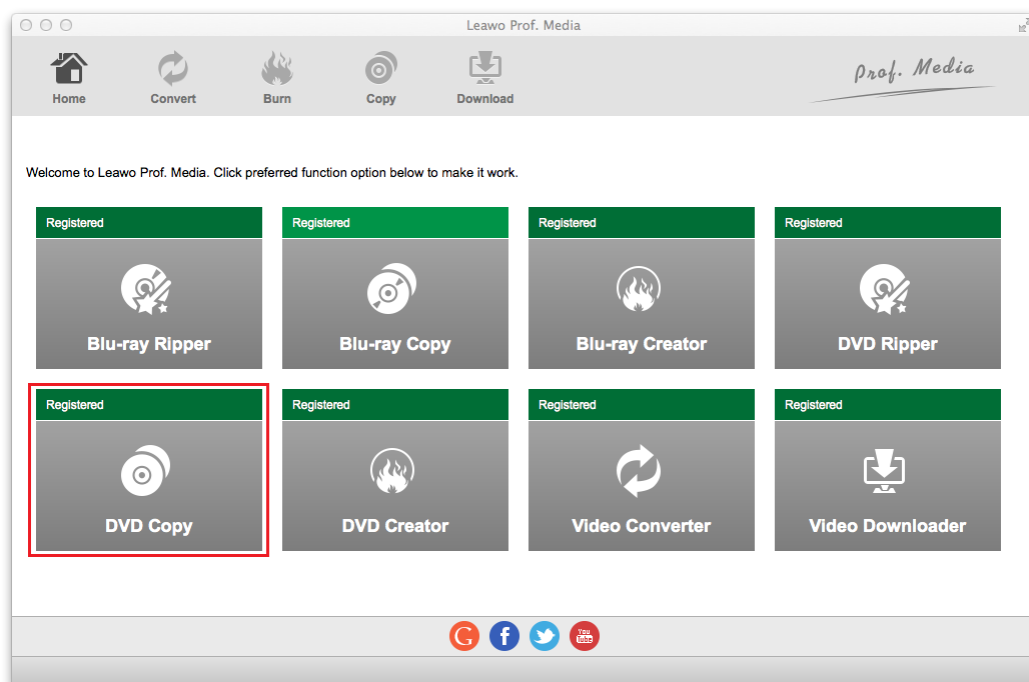 Leawo Prof. Media
Home Convert Burn Copy Download
Prof. Media
Welcome to Leawo Prof. Media. Click preferred function option below to make it work.
Registered Registered Registered Registered
Blu-ray Ripper Blu-ray Copy Blu-ray Creator DVD Ripper
Registered Registered Registered Registered
DVD Copy DVD Creator Video Converter Video Downloader
G f You
Tube